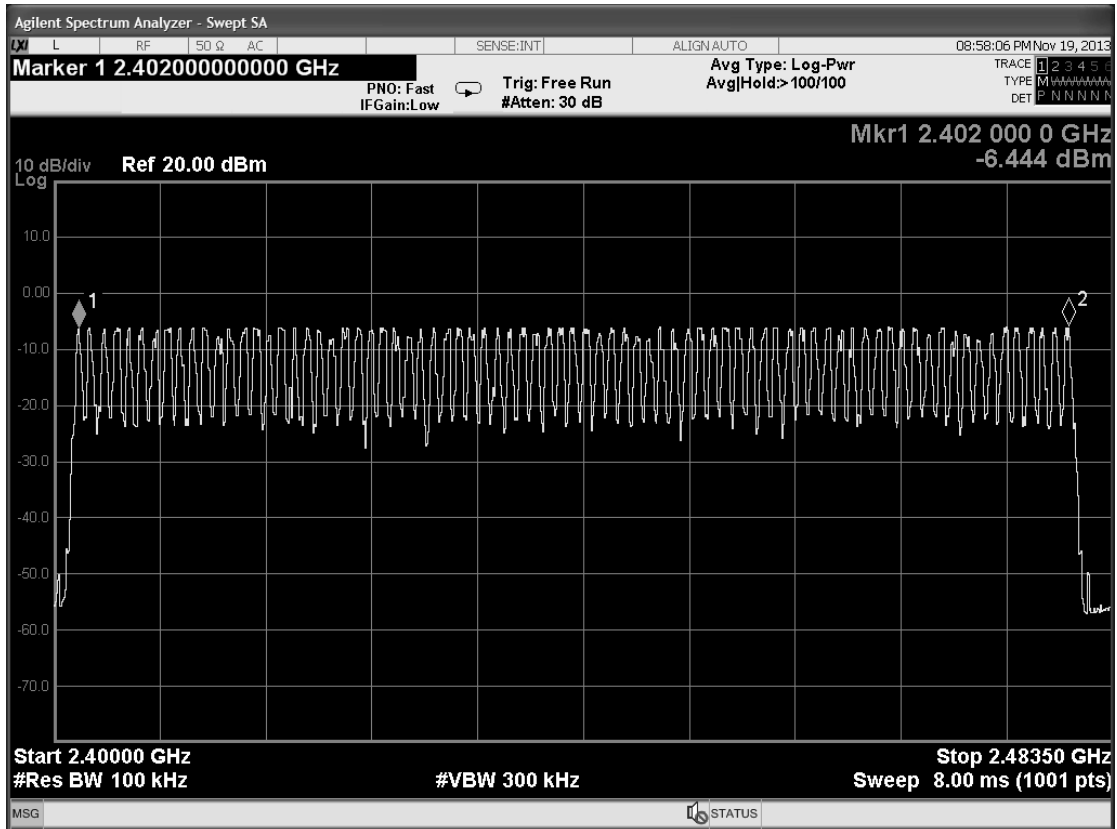 Agilent Spectrum Analyzer - Swept SA
LXI L RF 50 Ω AC SENSE:INT ALIGN AUTO 08:58:06 PM Nov 19, 2013
Marker 1 2.402000000000 GHz
PNO: Fast
IFGain:Low
Trig: Free Run
#Atten: 30 dB
Avg Type: Log-Pwr
Avg|Hold:>100/100
TRACE 1 2 3 4 5 6
TYPE M
DET P N N N N N
Mkr1 2.402 000 0 GHz
-6.444 dBm
10 dB/div Ref 20.00 dBm
Log
10.0
0.00
1
2
-10.0
-20.0
-30.0
-40.0
-50.0
-60.0
-70.0
Start 2.40000 GHz Stop 2.48350 GHz
#Res BW 100 kHz #VBW 300 kHz Sweep 8.00 ms (1001 pts)
MSG STATUS